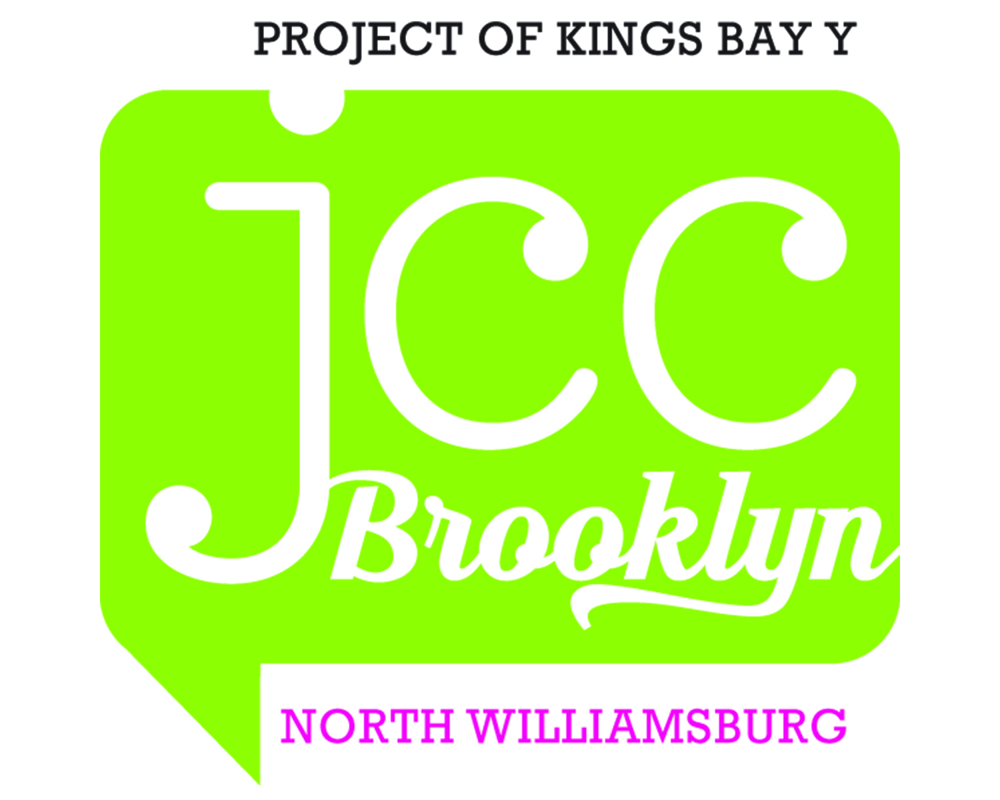 PROJECT OF KINGS BAY Y
jcc
Brooklyn
NORTH WILLIAMSBURG